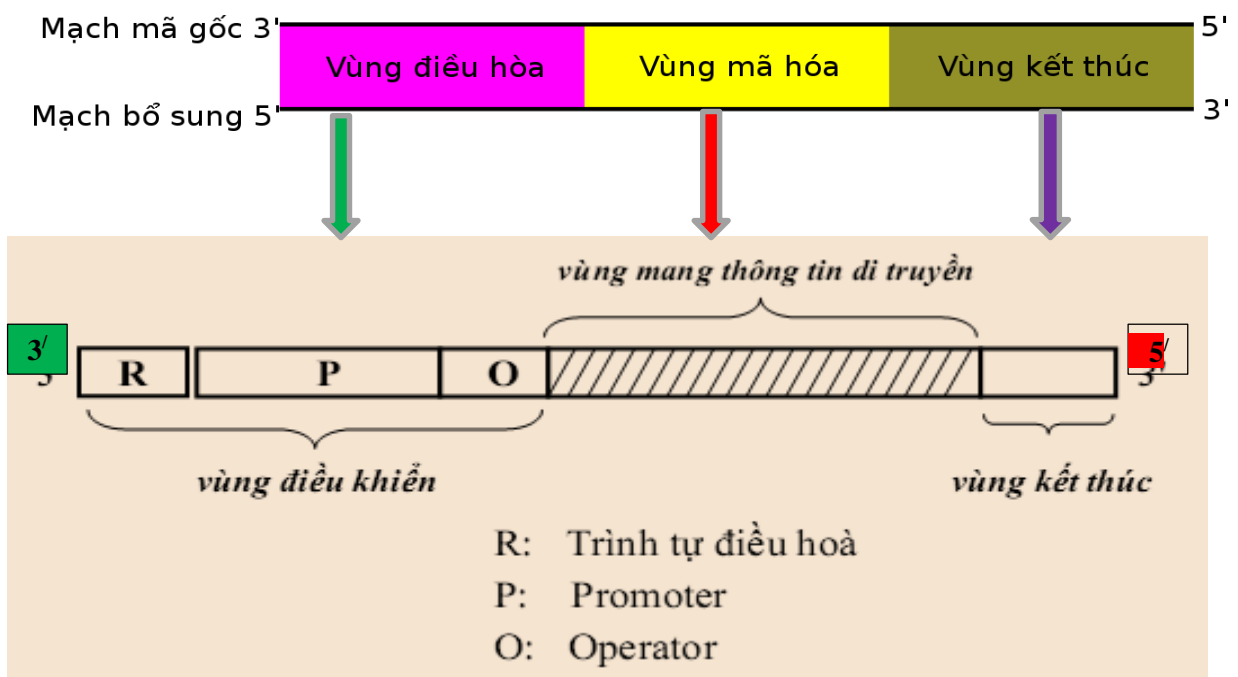 Mạch mã gốc 3' 5'
Vùng điều hòa Vùng mã hóa Vùng kết thúc
Mạch bổ sung 5' 3'
vùng mang thông tin di truyền
3/ R P O 5/
vùng điều khiển vùng kết thúc
R: Trình tự điều hoà
P: Promoter
O: Operator